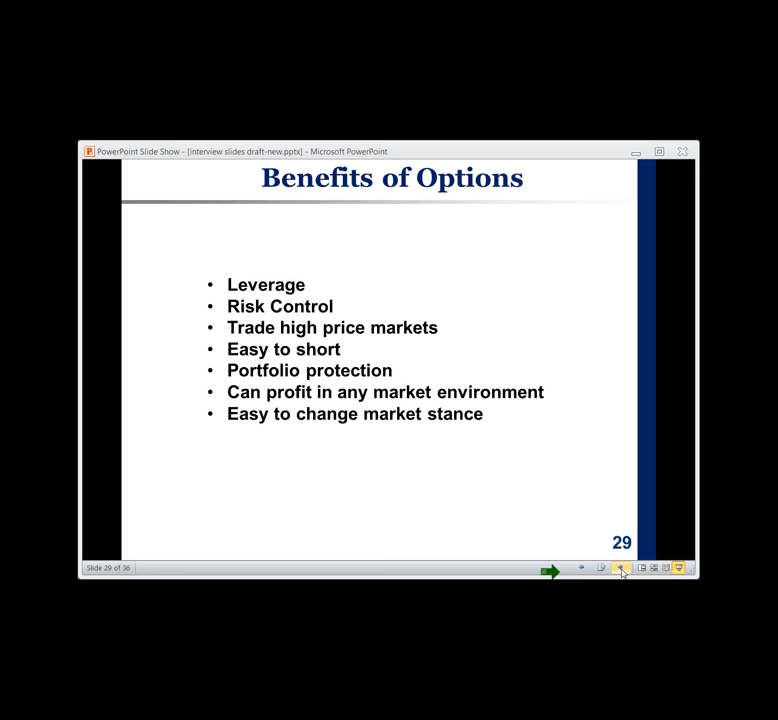 PowerPoint Slide Show - [interview slides draft-new.pptx] - Microsoft PowerPoint
Benefits of Options
• Leverage
• Risk Control
• Trade high price markets
• Easy to short
• Portfolio protection
• Can profit in any market environment
• Easy to change market stance
29
Slide 29 of 36